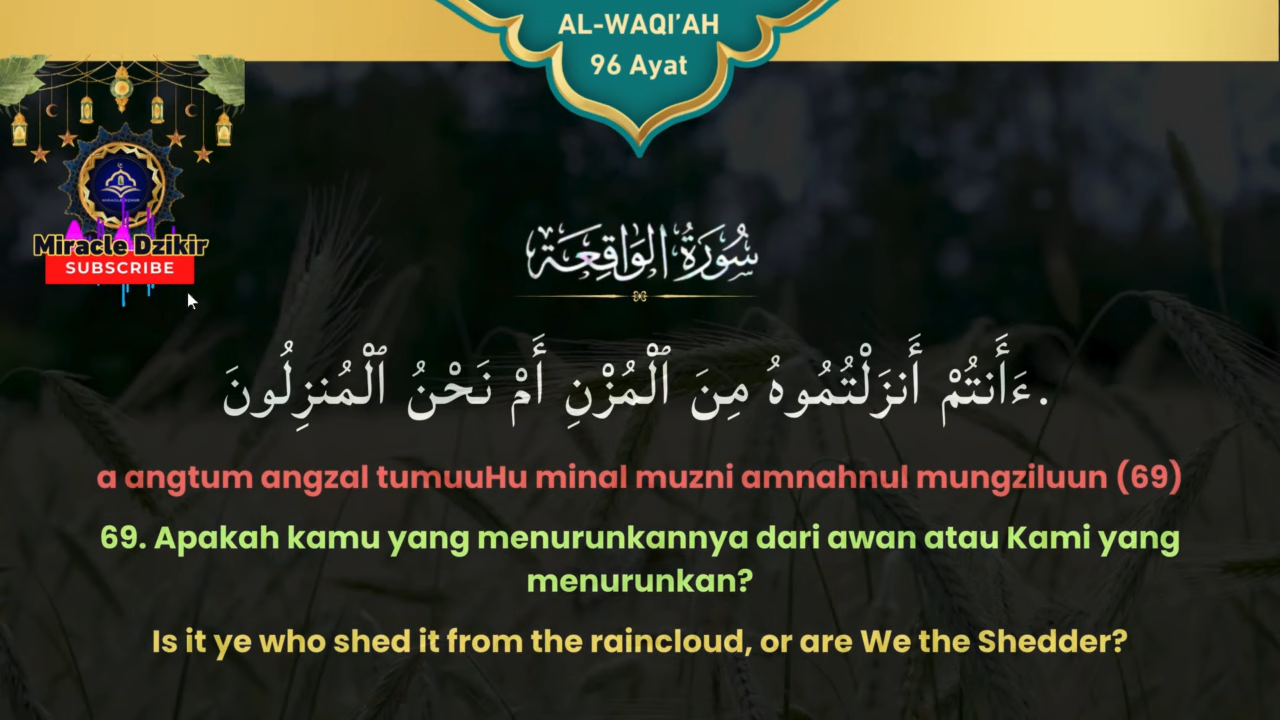 AL-WAQI’AH
96 Ayat
Miracle Dzikir
SUBSCRIBE
سُورَةُ الوَاقِعَة
ءَأَنتُمْ أَنزَلْتُمُوهُ مِنَ ٱلْمُزْنِ أَمْ نَحْنُ ٱلْمُنزِلُونَ.
a angtum angzal tumuuHu minal muzni amnahnul mungziluun (69)
69. Apakah kamu yang menurunkannya dari awan atau Kami yang
menurunkan?
Is it ye who shed it from the raincloud, or are We the Shedder?